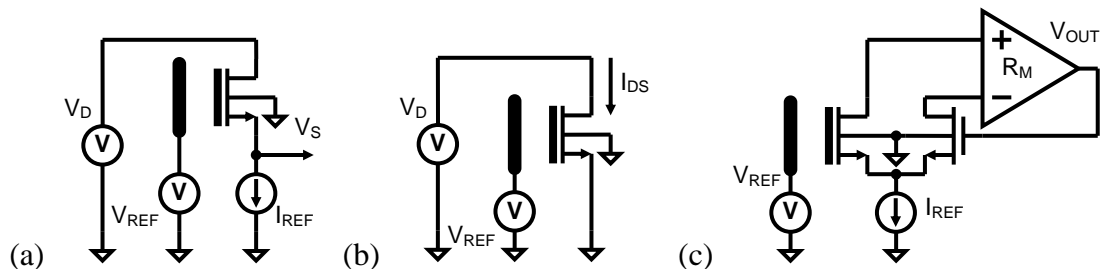 V_D
V
V_REF
V
V_S
I_REF
(a)
V_D
V
V_REF
V
I_DS
(b)
V_REF
V
I_REF
+
R_M
−
V_OUT
(c)